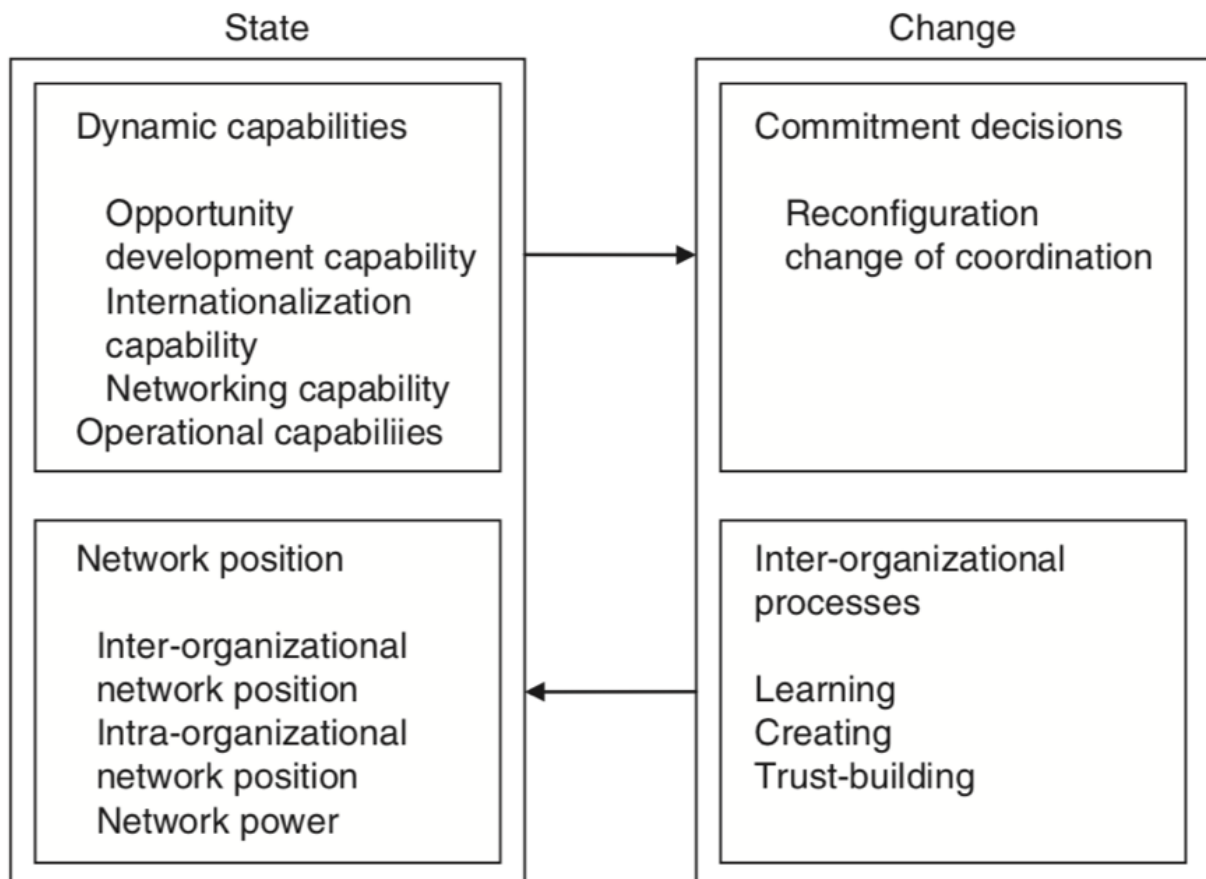 State
Dynamic capabilities
Opportunity
development capability
Internationalization
capability
Networking capability
Operational capabiliies
Network position
Inter-organizational
network position
Intra-organizational
network position
Network power
Change
Commitment decisions
Reconfiguration
change of coordination
Inter-organizational
processes
Learning
Creating
Trust-building